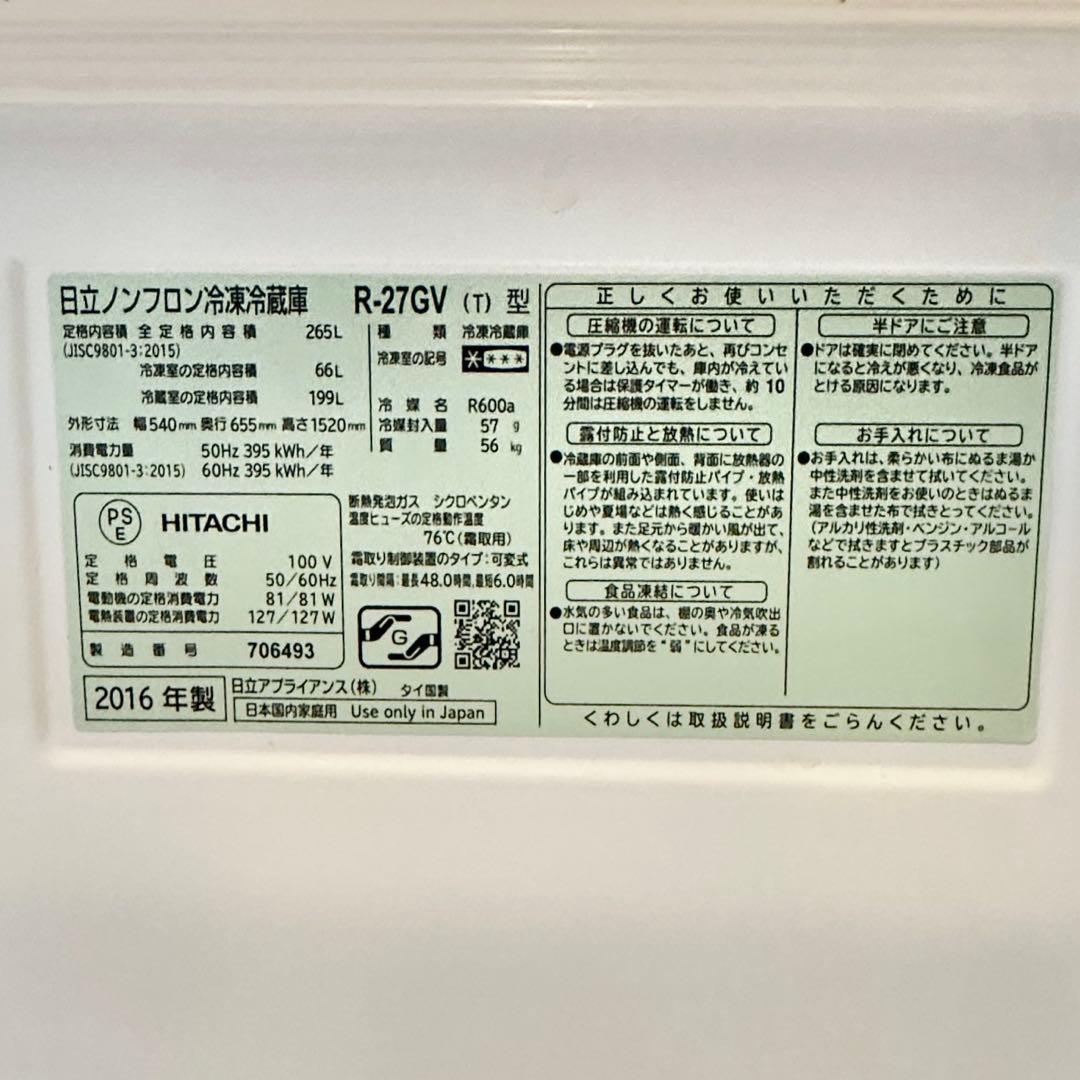 日立ノンフロン冷凍冷蔵庫 R-27GV (T) 型
定格内容積 全定格内容積 265L
(JISC9801-3:2015)
冷凍室の定格内容積 66L
冷蔵室の定格内容積 199L
外形寸法 幅540mm 奥行655mm 高さ1520mm
消費電力量 50Hz 395 kWh/年
(JISC9801-3:2015) 60Hz 395 kWh/年
種類 冷凍冷蔵庫
冷凍室の記号
冷媒名 R600a
冷媒封入量 57 g
質量 56 kg
PS
E
HITACHI
定格電圧 100 V
定格周波数 50/60Hz
電動機の定格消費電力 81/81 W
電熱装置の定格消費電力 127/127 W
製造番号 706493
断熱発泡ガス シクロペンタン
温度ヒューズの定格動作温度
76℃(霜取用)
霜取り制御装置のタイプ:可変式
霜取り間隔:最長48.0時間,最短6.0時間
G
2016 年製
日立アプライアンス(株) タイ国製
日本国内家庭用 Use only in Japan
正しくお使いいただくために
圧縮機の運転について
●電源プラグを抜いたあと、再びコンセ
ントに差し込んでも、庫内が冷えてい
る場合は保護タイマーが働き、約10
分間は圧縮機の運転をしません。
露付防止と放熱について
●冷蔵庫の前面や側面、背面に放熱器の
一部を利用した露付防止パイプ・放熱
パイプが組み込まれています。使いは
じめや夏場などは熱く感じることがあ
ります。また足元から暖かい風が出て、
床や周辺が熱くなることがありますが、
これらは異常ではありません。
食品凍結について
●水気の多い食品は、棚の奥や冷気吹出
口に置かないでください。食品が凍る
ときは温度調節を“弱”にしてください。
半ドアにご注意
●ドアは確実に閉めてください。半ドア
になると冷えが悪くなり、冷凍食品が
とける原因になります。
お手入れについて
●お手入れは、柔らかい布にぬるま湯か
中性洗剤を含ませて拭いてください。
また中性洗剤をお使いのときはぬるま
湯を含ませた布で拭きとってください。
(アルカリ性洗剤・ベンジン・アルコール
などで拭きますとプラスチック部品が
割れることがあります)
くわしくは取扱説明書をごらんください。